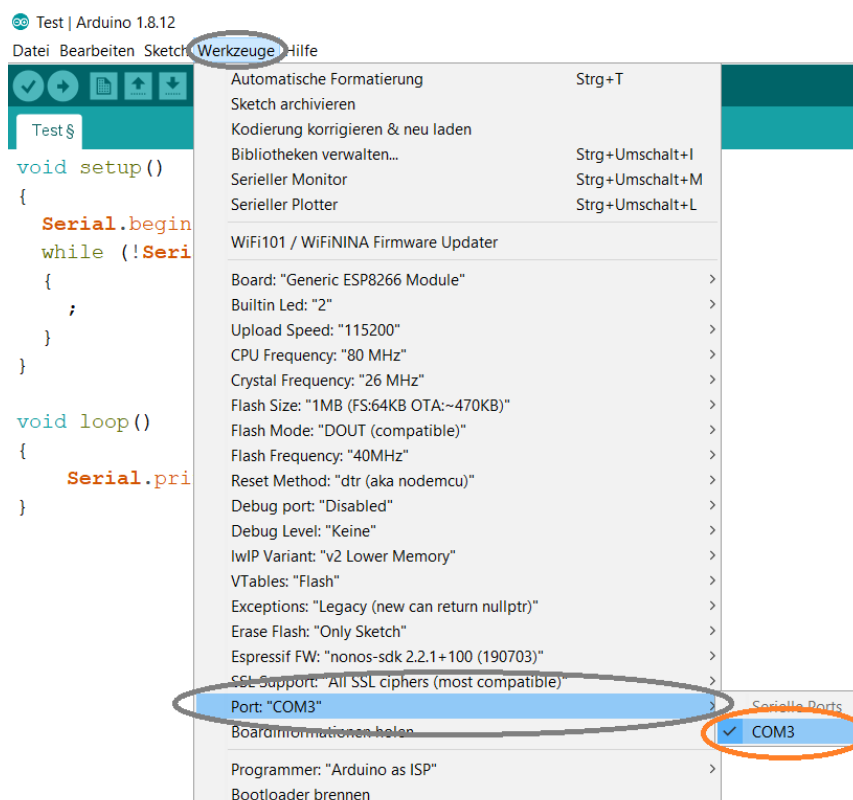 Test | Arduino 1.8.12
Datei Bearbeiten Sketch Werkzeuge Hilfe
Test §
void setup()
{
Serial.begin
while (!Seri
{
;
}
}
void loop()
{
Serial.pri
}
Automatische Formatierung Strg+T
Sketch archivieren
Kodierung korrigieren & neu laden
Bibliotheken verwalten... Strg+Umschalt+I
Serieller Monitor Strg+Umschalt+M
Serieller Plotter Strg+Umschalt+L
WiFi101 / WiFiNINA Firmware Updater
Board: "Generic ESP8266 Module"
Builtin Led: "2"
Upload Speed: "115200"
CPU Frequency: "80 MHz"
Crystal Frequency: "26 MHz"
Flash Size: "1MB (FS:64KB OTA:~470KB)"
Flash Mode: "DOUT (compatible)"
Flash Frequency: "40MHz"
Reset Method: "dtr (aka nodemcu)"
Debug port: "Disabled"
Debug Level: "Keine"
lwIP Variant: "v2 Lower Memory"
VTables: "Flash"
Exceptions: "Legacy (new can return nullptr)"
Erase Flash: "Only Sketch"
Espressif FW: "nonos-sdk 2.2.1+100 (190703)"
SSL Support: "All SSL ciphers (most compatible)"
Port: "COM3"
Boardinformationen holen
Programmer: "Arduino as ISP"
Bootloader brennen
Serielle Ports
COM3